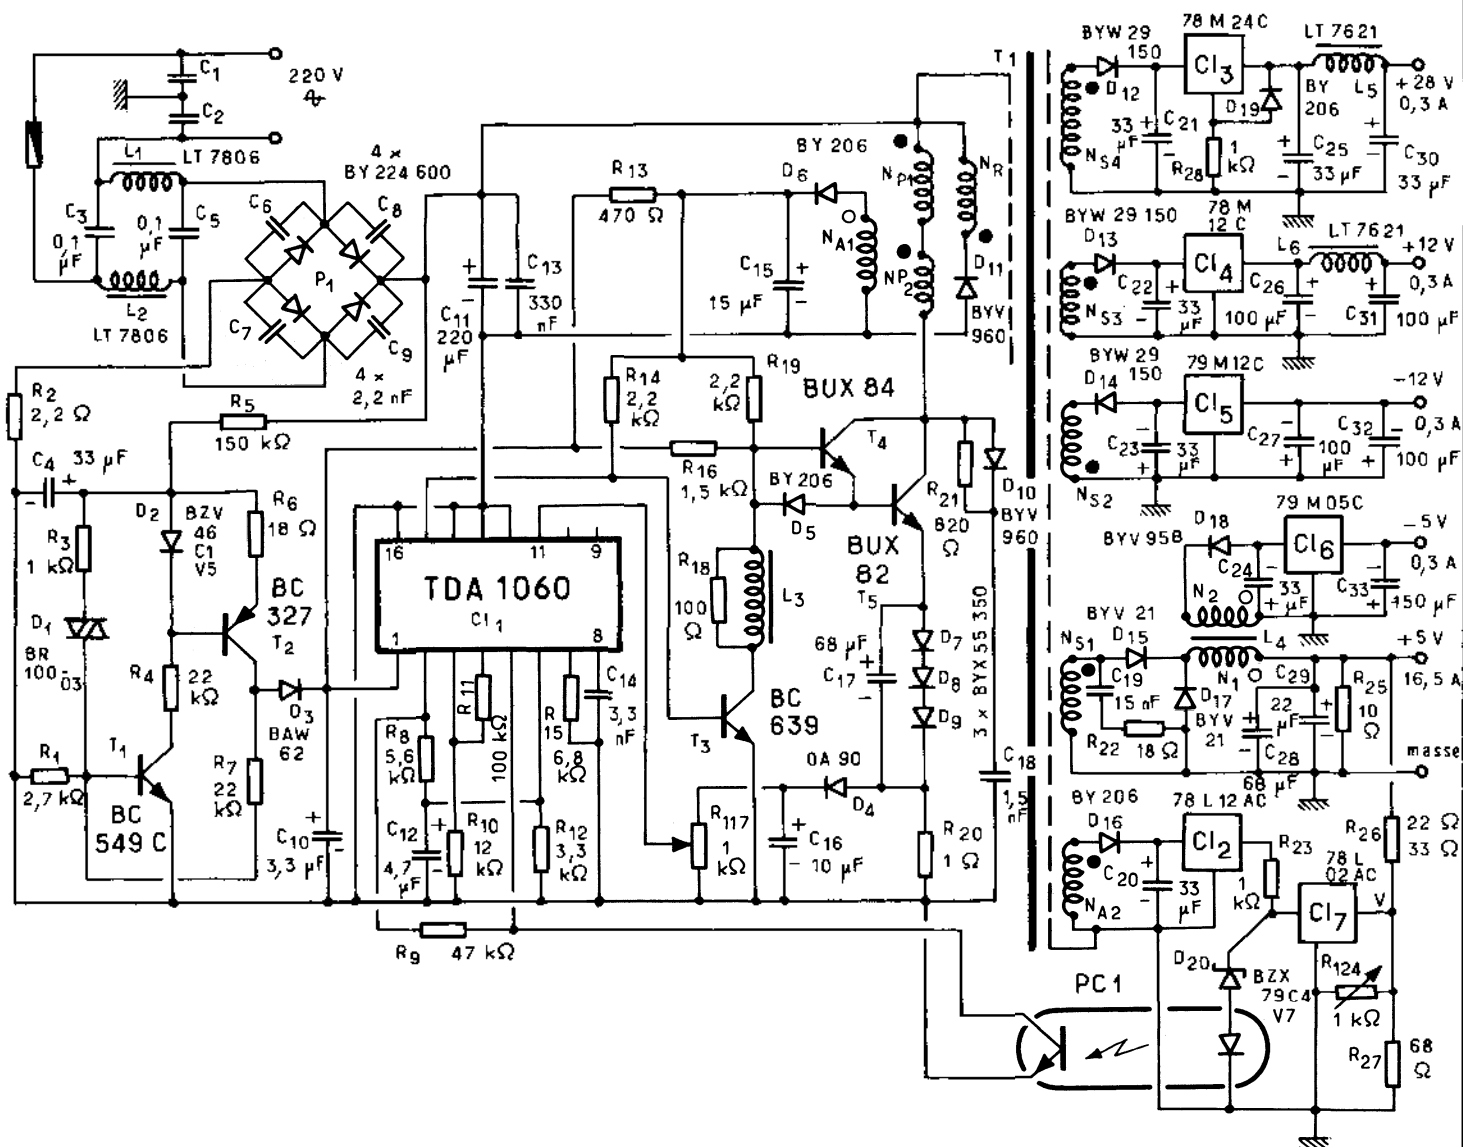 C1
220 V
C2
L1
LT 7806
C3
0,1 µF
0,1 µF
C5
L2
LT 7806
4 x
BY 224 600
C6
C8
P1
C7
C9
4 x
2,2 nF
R2
2,2 Ω
R5
150 kΩ
C4
33 µF
D2
BZV
46
C1
V5
R6
18 Ω
R3
1 kΩ
D1
BR
100-03
BC
327
T2
R4
22
kΩ
D3
BAW
62
R1
2,7 kΩ
T1
BC
549 C
R7
22
kΩ
C10
3,3 µF
C11
220
µF
C13
330
nF
R13
470 Ω
BY 206
D6
NA1
C15
15 µF
NP1
NP2
NR
D11
BYV
960
T1
R14
2,2
kΩ
R19
2,2
kΩ
BUX 84
T4
R16
1,5 kΩ
BY 206
D5
R21
820
Ω
D10
BYV
960
BUX
82
T5
16
11
9
TDA 1060
CI1
1
8
R18
100
Ω
L3
R8
5,6
kΩ
R11
100 kΩ
R
15
6,8
kΩ
C14
3,3
nF
C12
4,7
µF
R10
12
kΩ
R12
3,3
kΩ
R9
47 kΩ
BC
639
T3
68 µF
C17
D7
D8
D9
3 x BYX 55 350
OA 90
D4
R117
1
kΩ
C16
10 µF
R20
1 Ω
C18
1,5
nF
PC1
BYW 29
150
78 M 24 C
LT 7621
D12
CI3
D19
BY
206
L5
+28 V
0,3 A
NS4
33
µF
C21
R28
1
kΩ
C25
33 µF
C30
33 µF
BYW 29 150
78 M
12 C
L6
LT 7621
+12 V
0,3 A
D13
CI4
NS3
C22
33
µF
C26
100 µF
C31
100 µF
BYW 29
150
79 M 12 C
-12 V
0,3 A
D14
CI5
NS2
C23
33
µF
C27
100
µF
C32
100 µF
79 M 05 C
D18
BYV 95B
CI6
-5 V
0,3 A
C24
33
µF
C33
150 µF
N2
BYV 21
NS1
D15
L4
+5 V
16,5 A
N1
C19
15 nF
D17
BYV
21
R22
18 Ω
C29
22
µF
R25
10
Ω
C28
68 µF
masse
BY 206
78 L 12 AC
D16
CI2
R23
1
kΩ
NA2
C20
33
µF
R26
22 Ω
33 Ω
78 L
02 AC
CI7
V
D20
BZX
79 C4
V7
R124
1 kΩ
R27
68
Ω